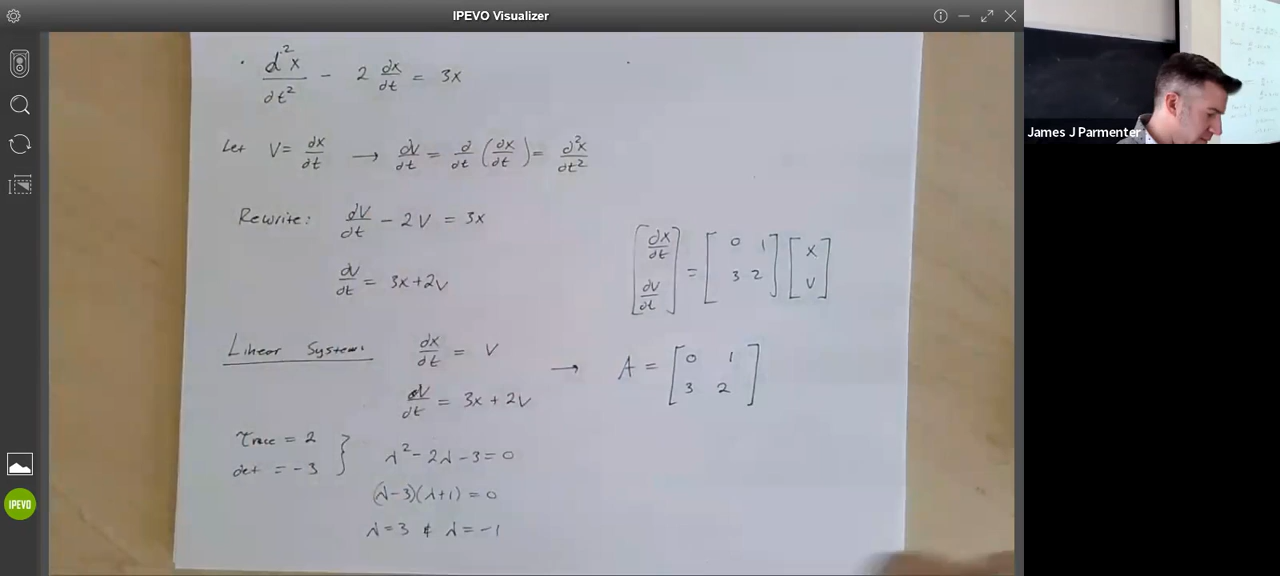 IPEVO Visualizer
James J Parmenter
d²x/dt² - 2 dx/dt = 3x
Let V = dx/dt → dV/dt = d/dt (dx/dt) = d²x/dt²
Rewrite: dV/dt - 2V = 3x
dV/dt = 3x + 2V
[dx/dt; dV/dt] = [0 1; 3 2] [x; V]
Linear System: dx/dt = V
dV/dt = 3x + 2V
→ A = [0 1; 3 2]
Trace = 2
det = -3
} λ² - 2λ - 3 = 0
(λ-3)(λ+1) = 0
λ = 3 & λ = -1
IPEVO